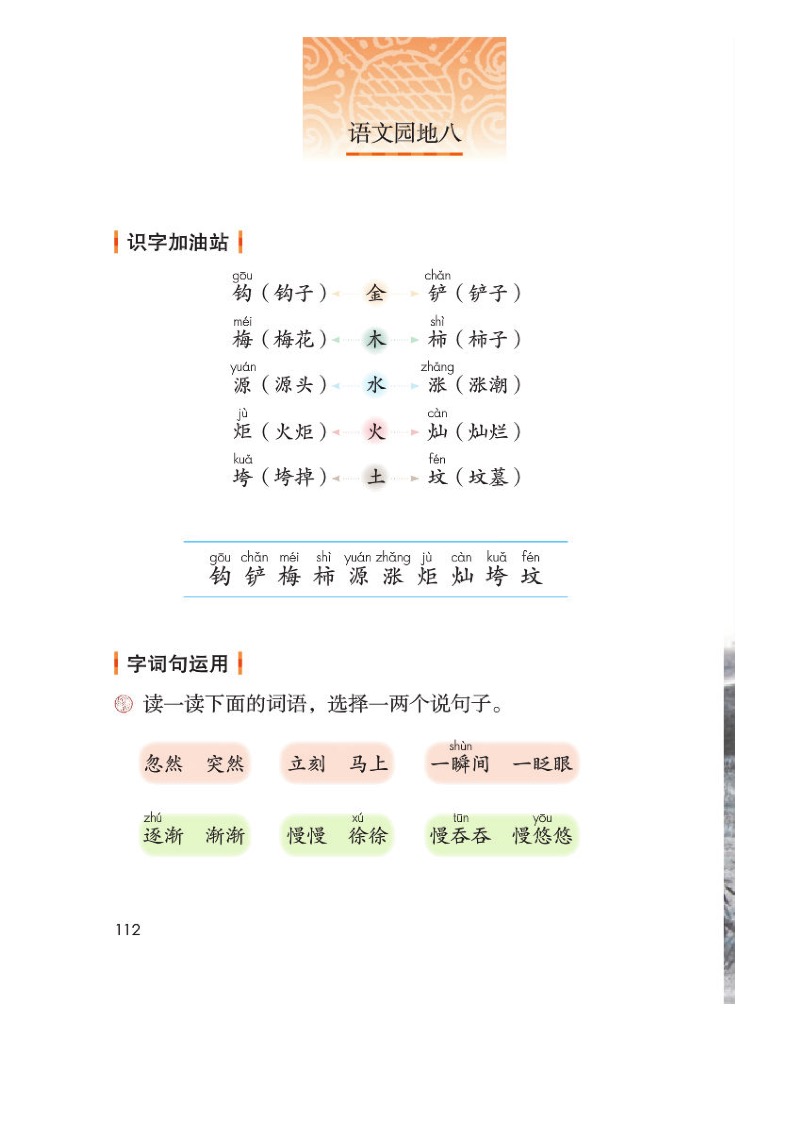 语文园地八
识字加油站
gōu chǎn
钩（钩子） 金 铲（铲子）
méi shì
梅（梅花） 木 柿（柿子）
yuán zhǎng
源（源头） 水 涨（涨潮）
jù càn
炬（火炬） 火 灿（灿烂）
kuǎ fén
垮（垮掉） 土 坟（坟墓）
gōu chǎn méi shì yuán zhǎng jù càn kuǎ fén
钩 铲 梅 柿 源 涨 炬 灿 垮 坟
字词句运用
读一读下面的词语，选择一两个说句子。
shùn
忽然 突然 立刻 马上 一瞬间 一眨眼
zhú xú tūn yōu
逐渐 渐渐 慢慢 徐徐 慢吞吞 慢悠悠
112